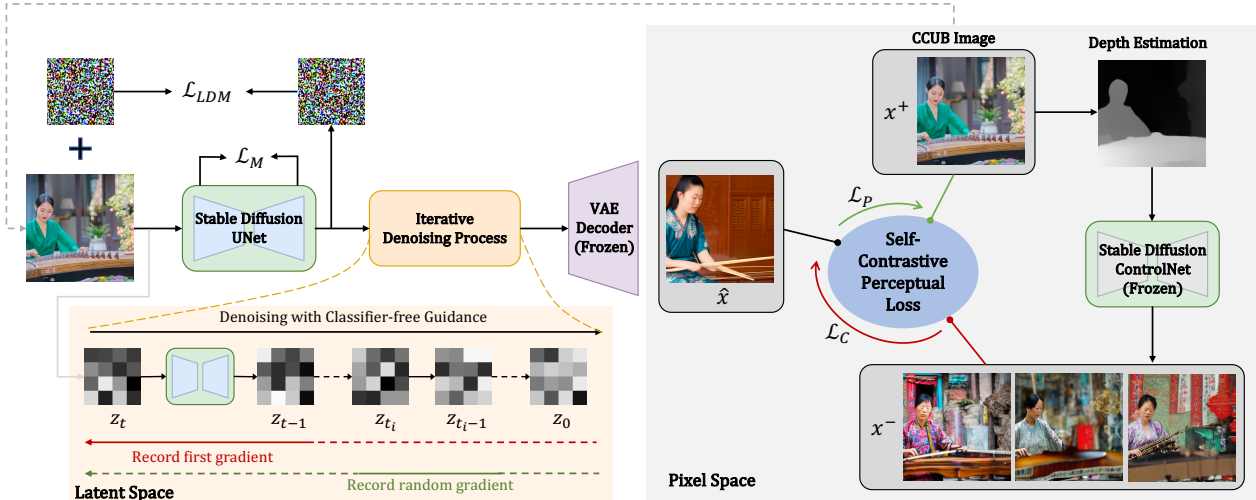 CCUB Image
Depth Estimation
ℒ_LDM
x⁺
+
ℒ_M
Stable Diffusion
UNet
Iterative
Denoising Process
VAE
Decoder
(Frozen)
ℒ_P
Self-
Contrastive
Perceptual
Loss
x̂
ℒ_C
Stable Diffusion
ControlNet
(Frozen)
Denoising with Classifier-free Guidance
z_t
z_{t−1}
z_{t_i}
z_{t_i−1}
z_0
x⁻
Record first gradient
Record random gradient
Latent Space
Pixel Space